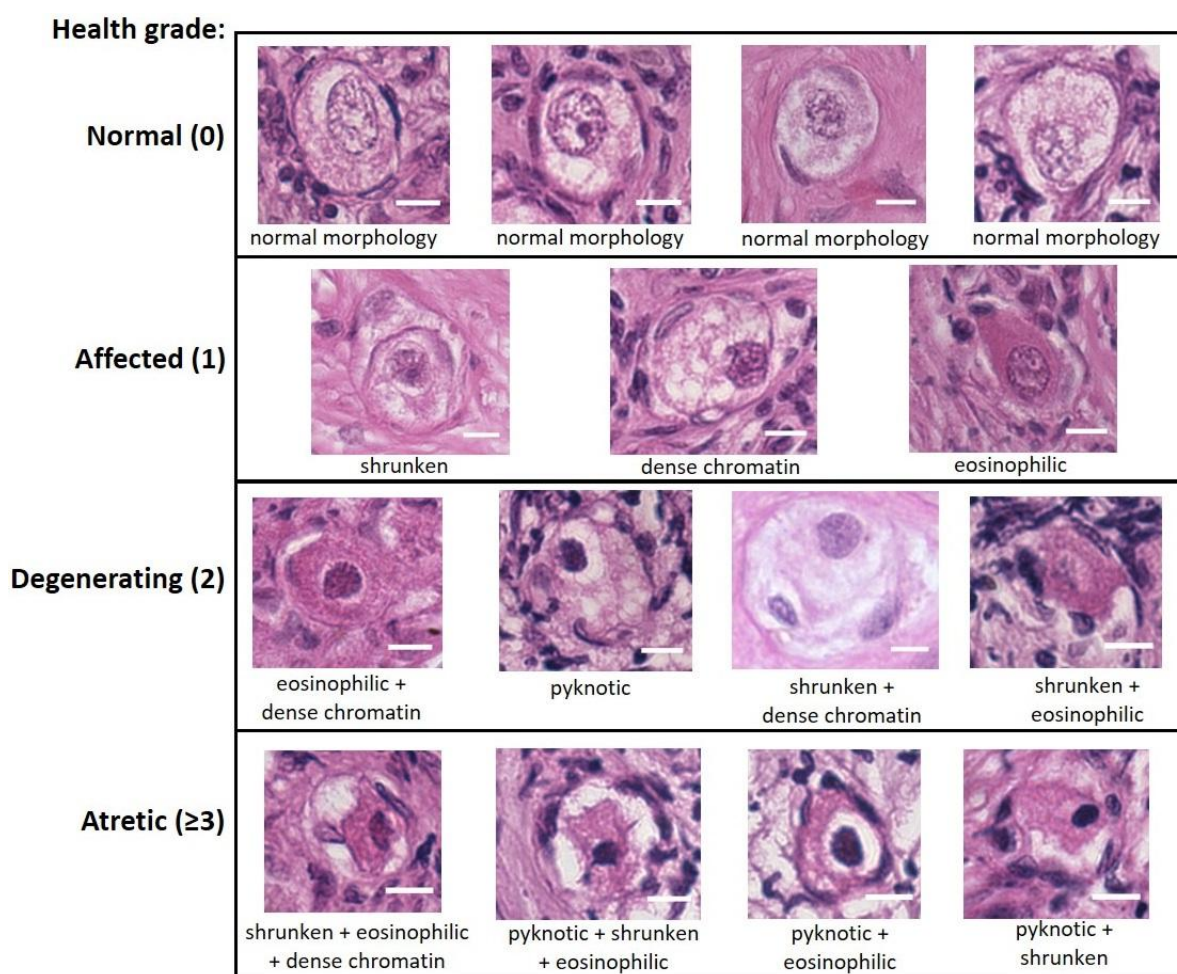 Health grade:
Normal (0)
normal morphology
normal morphology
normal morphology
normal morphology
Affected (1)
shrunken
dense chromatin
eosinophilic
Degenerating (2)
eosinophilic +
dense chromatin
pyknotic
shrunken +
dense chromatin
shrunken +
eosinophilic
Atretic (≥3)
shrunken + eosinophilic
+ dense chromatin
pyknotic + shrunken
+ eosinophilic
pyknotic +
eosinophilic
pyknotic +
shrunken